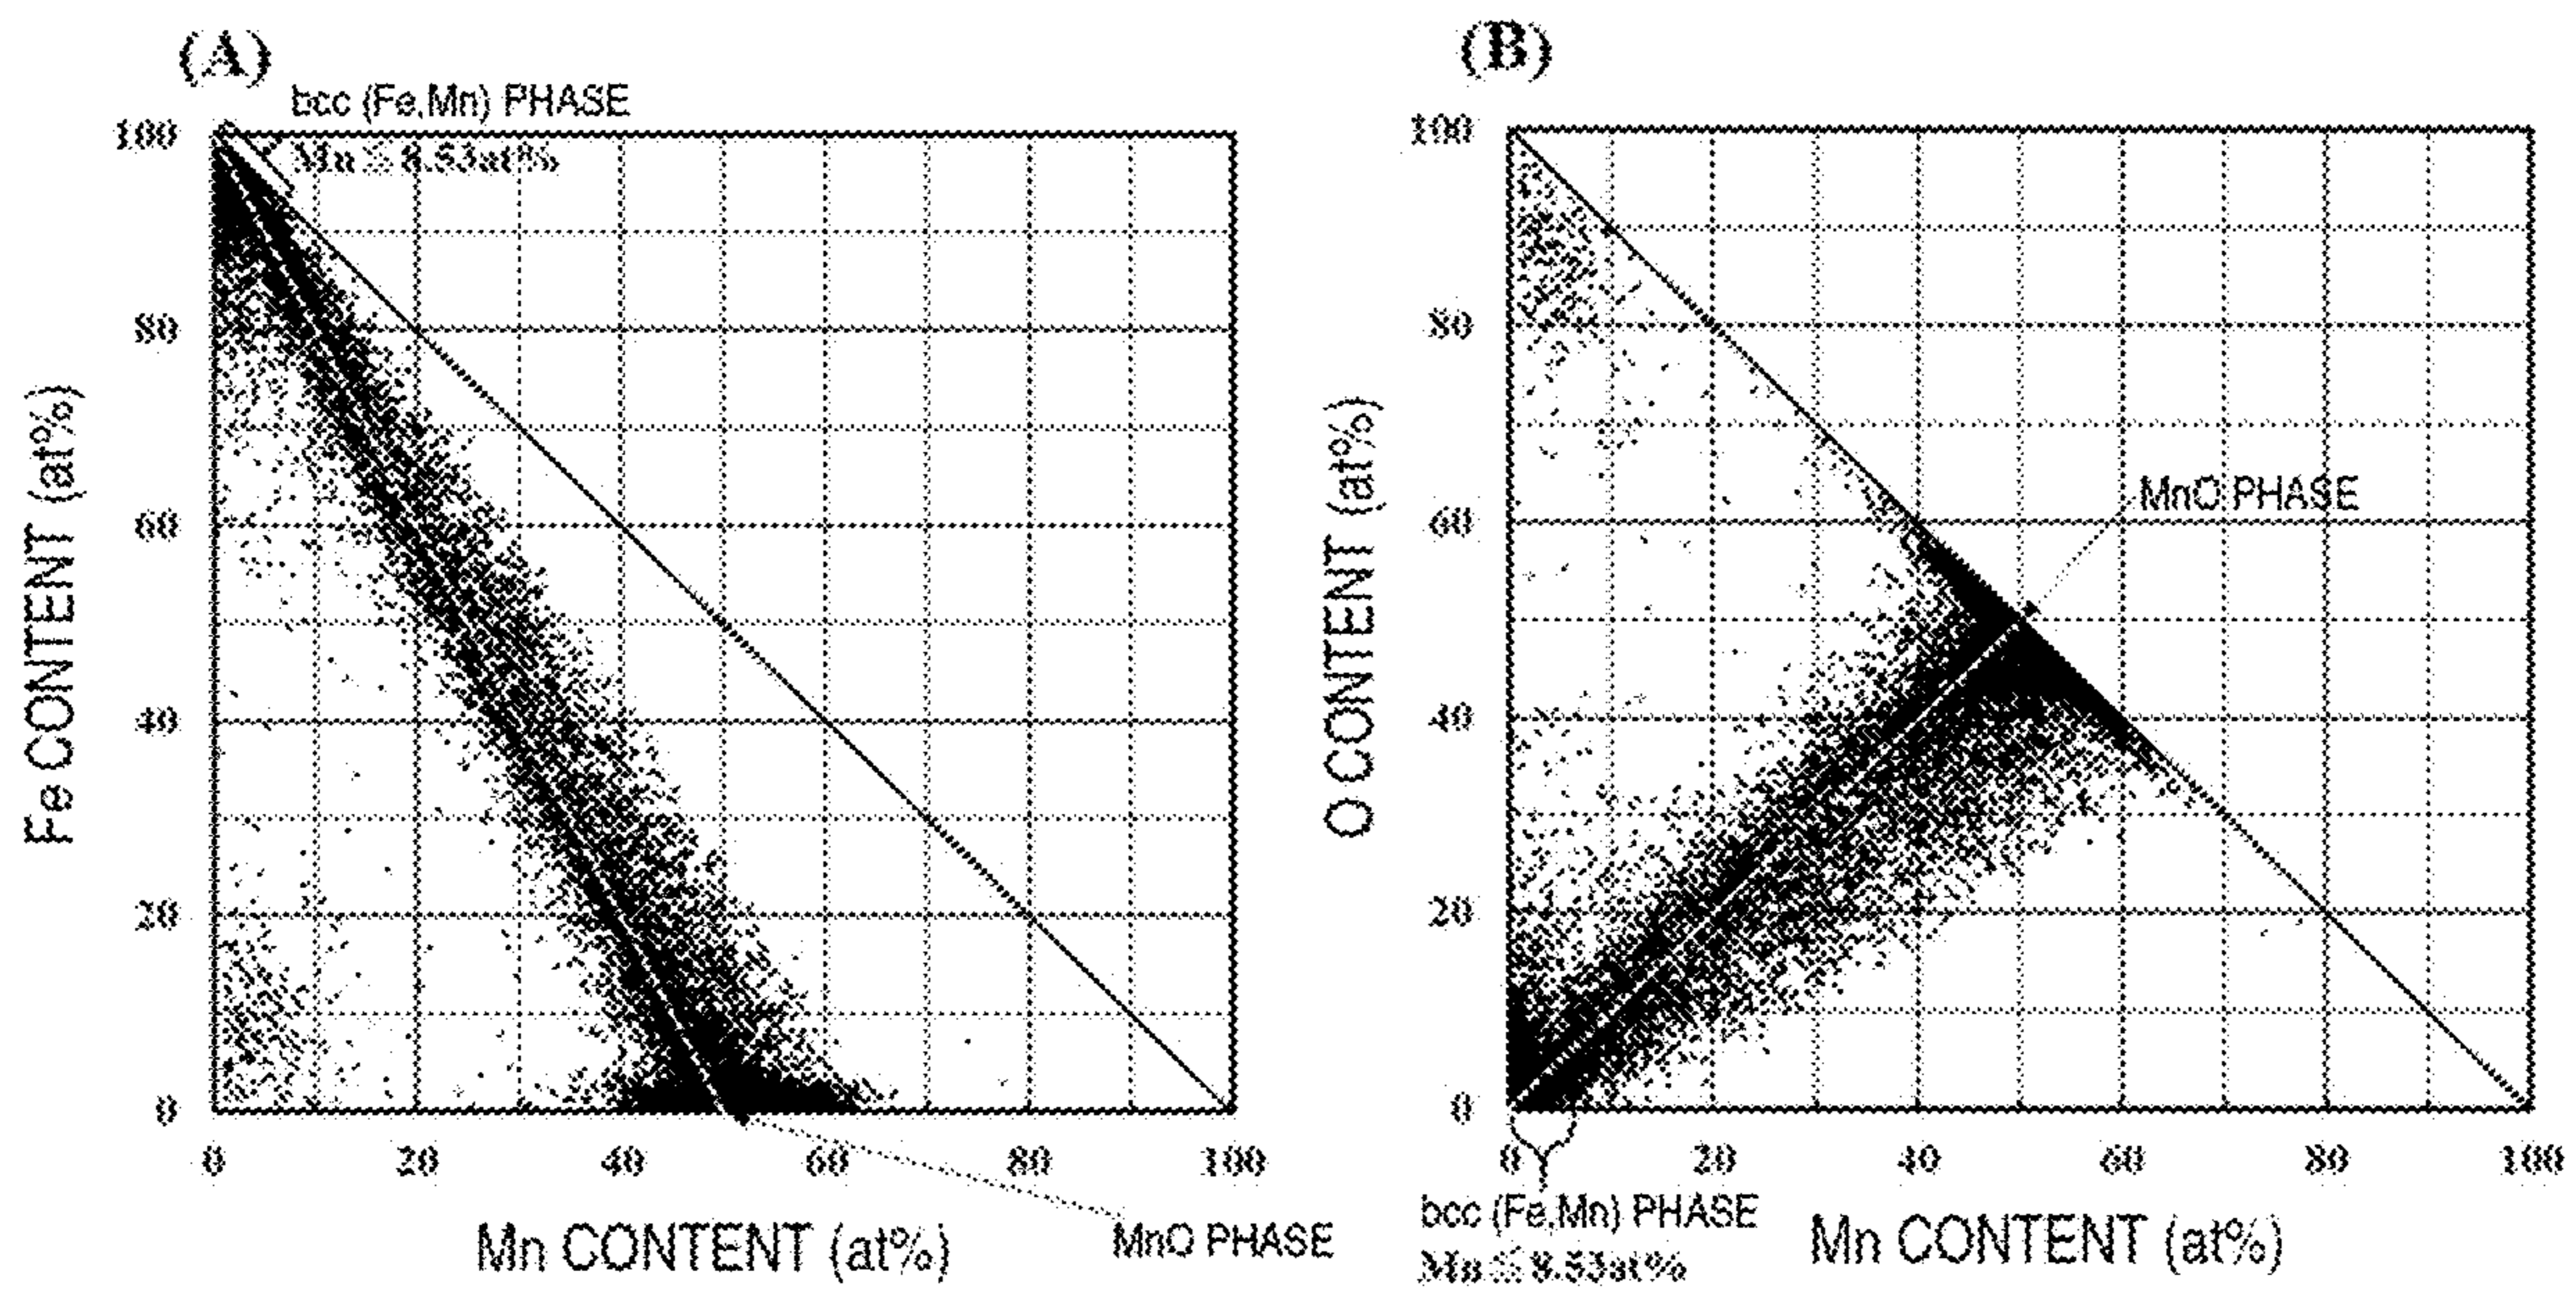 (A)
bcc (Fe,Mn) PHASE
Mn ≦ 8.53at%
100
80
60
40
20
0
Fe CONTENT (at%)
0 20 40 60 80 100
Mn CONTENT (at%)
MnO PHASE
(B)
100
80
60
40
20
0
O CONTENT (at%)
MnO PHASE
0 20 40 60 80 100
bcc (Fe,Mn) PHASE
Mn ≦ 8.53at%
Mn CONTENT (at%)